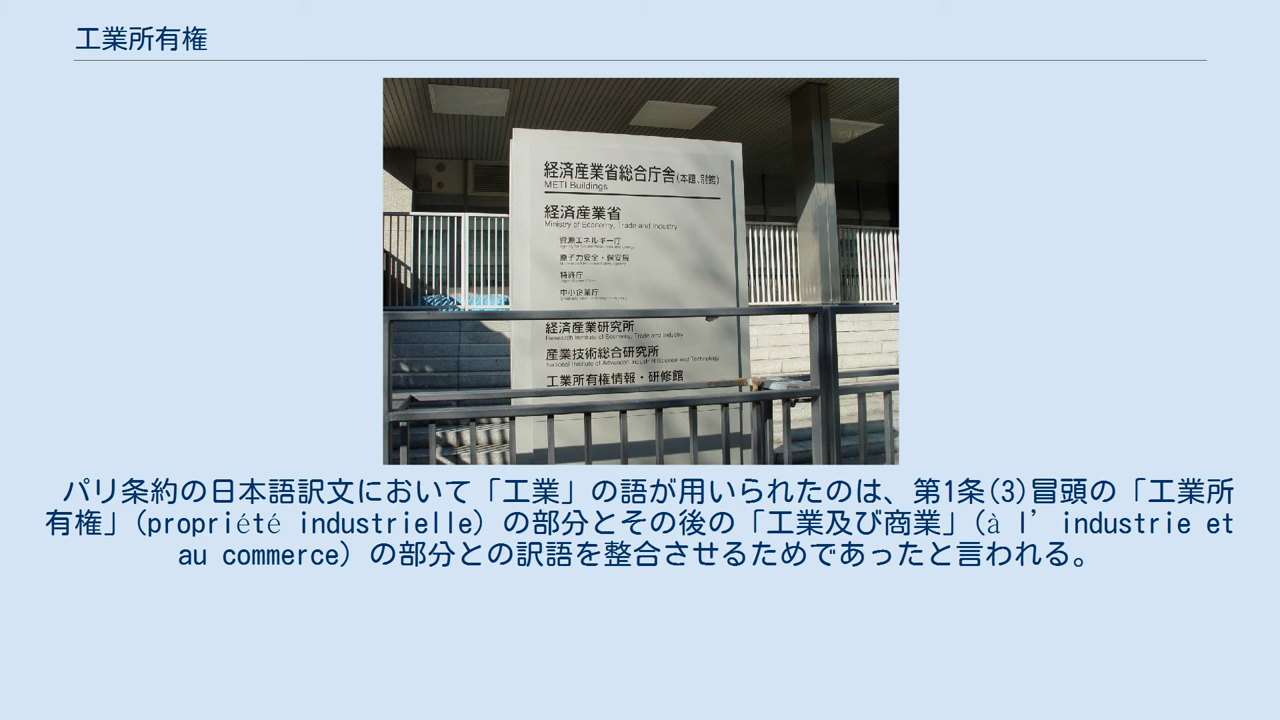 工業所有権
経済産業省総合庁舎(本館、別館)
METI Buildings
経済産業省
Ministry of Economy, Trade and Industry
資源エネルギー庁
原子力安全・保安院
特許庁
中小企業庁
経済産業研究所
Research Institute of Economy, Trade and Industry
産業技術総合研究所
National Institute of Advanced Industrial Science and Technology
工業所有権情報・研修館
パリ条約の日本語訳文において「工業」の語が用いられたのは、第1条(3)冒頭の「工業所
有権」(propriété industrielle) の部分とその後の「工業及び商業」(à l’ industrie et
au commerce) の部分との訳語を整合させるためであったと言われる。